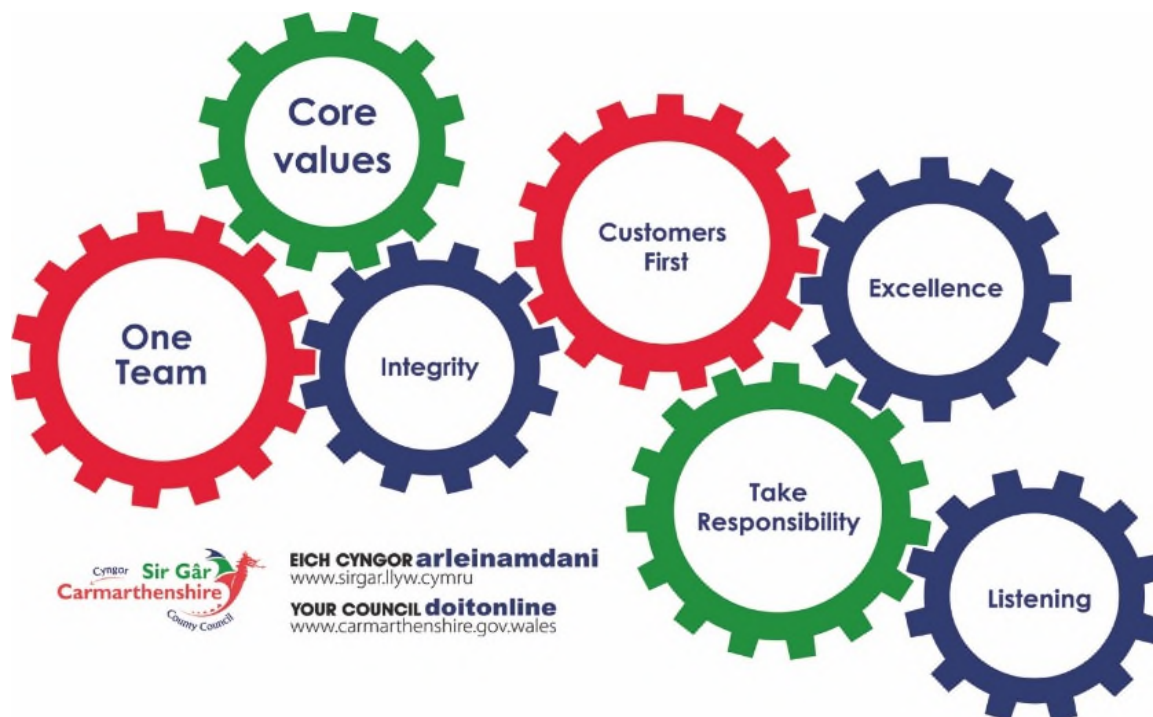 Core
values
One
Team
Integrity
Customers
First
Excellence
Take
Responsibility
Listening
Cyngor Sir Gâr
Carmarthenshire
County Council
EICH CYNGOR arleinamdani
www.sirgar.llyw.cymru
YOUR COUNCIL doitonline
www.carmarthenshire.gov.wales